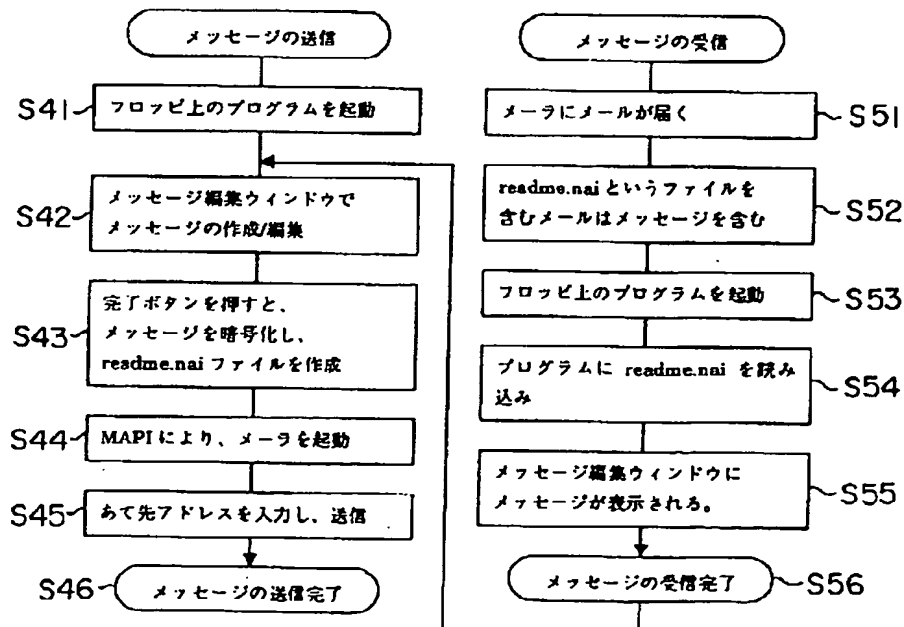 メッセージの送信
S41
フロッピ上のプログラムを起動
S42
メッセージ編集ウィンドウで
メッセージの作成/編集
S43
完了ボタンを押すと、
メッセージを暗号化し、
readme.nai ファイルを作成
S44
MAPI により、メーラを起動
S45
あて先アドレスを入力し、送信
S46
メッセージの送信完了
メッセージの受信
メーラにメールが届く
S51
readme.nai というファイルを
含むメールはメッセージを含む
S52
フロッピ上のプログラムを起動
S53
プログラムに readme.nai を読み
込み
S54
メッセージ編集ウィンドウに
メッセージが表示される。
S55
メッセージの受信完了
S56